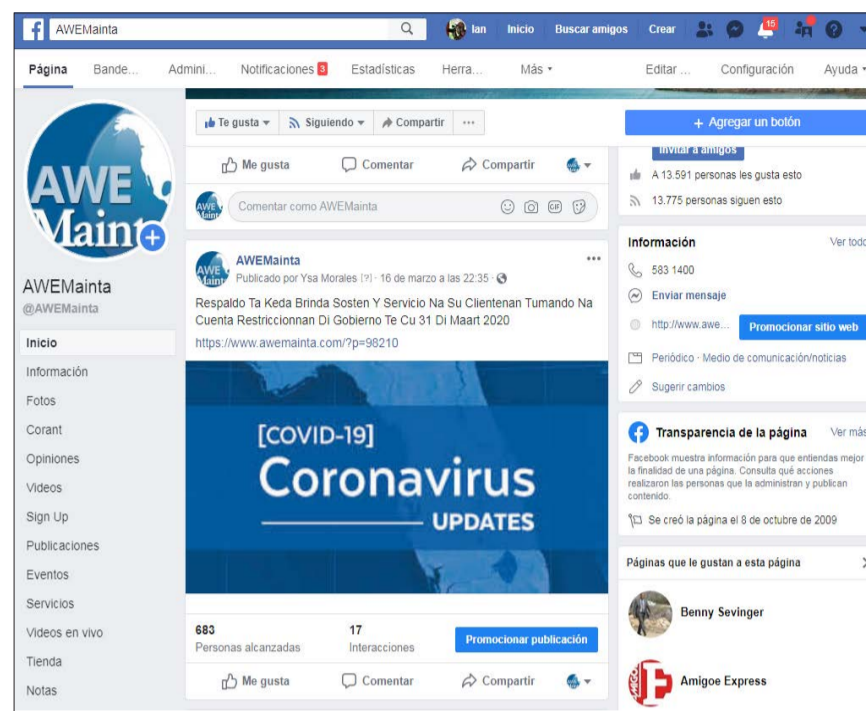 AWEMainta
Ian Inicio Buscar amigos Crear 15
Página Bande... Admini... Notificaciones 3 Estadísticas Herra... Más Editar ... Configuración Ayuda
AWE
Mainta
AWEMainta
@AWEMainta
Inicio
Información
Fotos
Corant
Opiniones
Videos
Sign Up
Publicaciones
Eventos
Servicios
Videos en vivo
Tienda
Notas
Te gusta Siguiendo Compartir ...
Me gusta Comentar Compartir
Comentar como AWEMainta GIF
AWEMainta
Publicado por Ysa Morales [?] · 16 de marzo a las 22:35 ·
Respaldo Ta Keda Brinda Sosten Y Servicio Na Su Clientenan Tumando Na
Cuenta Restriccionnan Di Gobierno Te Cu 31 Di Maart 2020
https://www.awemainta.com/?p=98210
[COVID-19]
Coronavirus
UPDATES
683 17
Personas alcanzadas Interacciones
Promocionar publicación
Me gusta Comentar Compartir
+ Agregar un botón
Invitar a amigos
A 13.591 personas les gusta esto
13.775 personas siguen esto
Información Ver todo
583 1400
Enviar mensaje
http://www.awe... Promocionar sitio web
Periódico · Medio de comunicación/noticias
Sugerir cambios
Transparencia de la página Ver más
Facebook muestra información para que entiendas mejor
la finalidad de una página. Consulta qué acciones
realizaron las personas que la administran y publican
contenido.
Se creó la página el 8 de octubre de 2009
Páginas que le gustan a esta página
Benny Sevinger
Amigoe Express